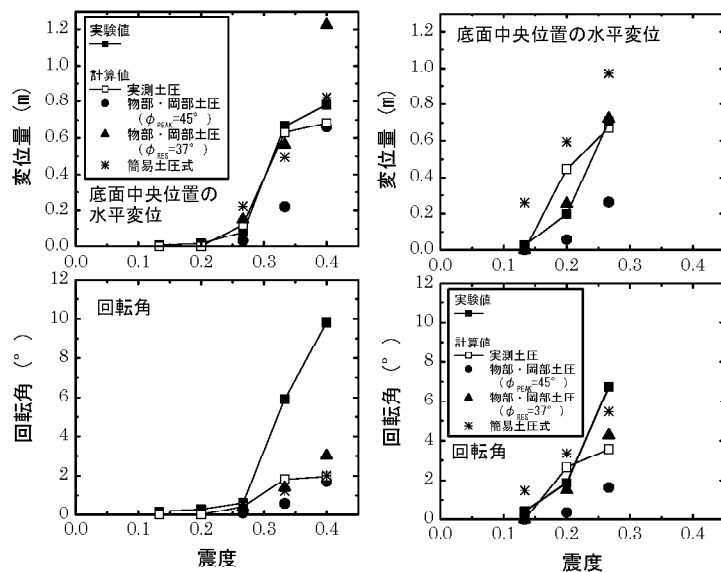 変位量 (m)
1.2
1.0
0.8
0.6
0.4
0.2
0.0
実験値
計算値
実測土圧
物部・岡部土圧
(φPEAK=45°)
物部・岡部土圧
(φRES=37°)
簡易土圧式
底面中央位置の
水平変位
0.0
0.1
0.2
0.3
0.4
変位量 (m)
1.0
0.8
0.6
0.4
0.2
0.0
底面中央位置の水平変位
0.0
0.1
0.2
0.3
0.4
回転角 (°)
12
10
8
6
4
2
0
回転角
0.0
0.1
0.2
0.3
0.4
震度
回転角 (°)
10
8
6
4
2
0
実験値
計算値
実測土圧
物部・岡部土圧
(φPEAK=45°)
物部・岡部土圧
(φRES=37°)
簡易土圧式
回転角
0.0
0.1
0.2
0.3
0.4
震度